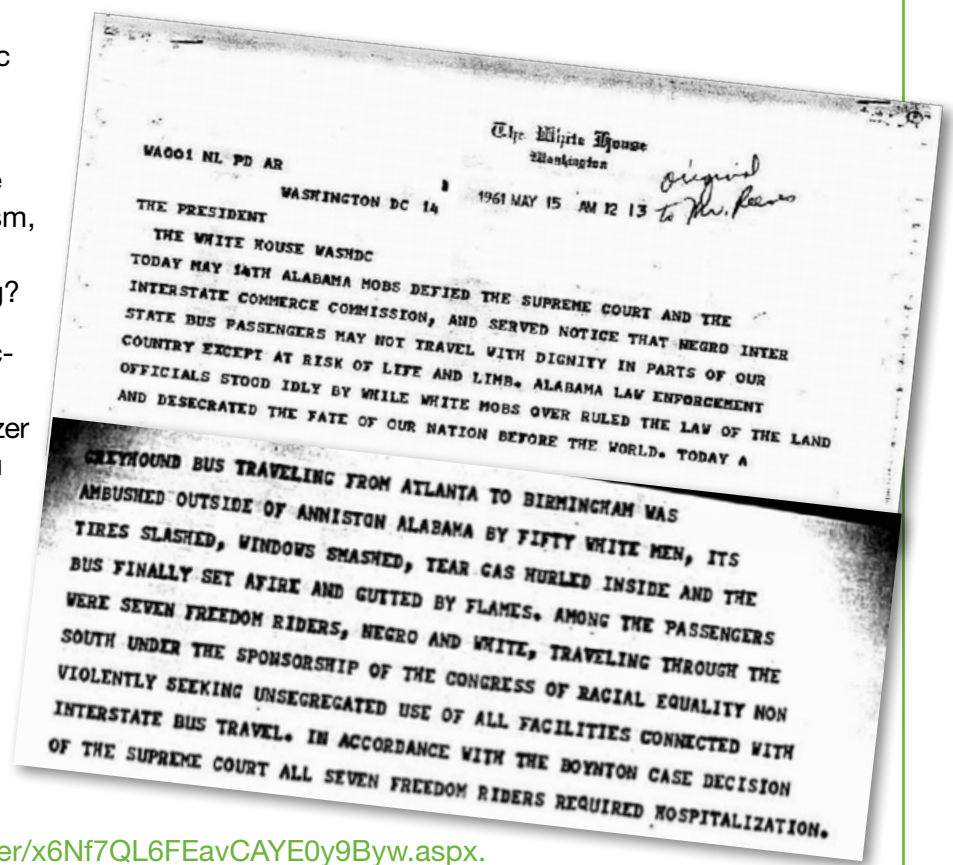 c
e
sm,
g?
c-
zer
The White House
Washington
original
to Mr. Reeves
WA001 NL PD AR
WASHINGTON DC 14
1961 MAY 15 AM 12 13
THE PRESIDENT
THE WHITE HOUSE WASHDC
TODAY MAY 14TH ALABAMA MOBS DEFIED THE SUPREME COURT AND THE
INTERSTATE COMMERCE COMMISSION, AND SERVED NOTICE THAT NEGRO INTER
STATE BUS PASSENGERS MAY NOT TRAVEL WITH DIGNITY IN PARTS OF OUR
COUNTRY EXCEPT AT RISK OF LIFE AND LIMB. ALABAMA LAW ENFORCEMENT
OFFICIALS STOOD IDLY BY WHILE WHITE MOBS OVER RULED THE LAW OF THE LAND
AND DESECRATED THE FATE OF OUR NATION BEFORE THE WORLD. TODAY A
GREYHOUND BUS TRAVELING FROM ATLANTA TO BIRMINGHAM WAS
AMBUSHED OUTSIDE OF ANNISTON ALABAMA BY FIFTY WHITE MEN, ITS
TIRES SLASHED, WINDOWS SMASHED, TEAR GAS HURLED INSIDE AND THE
BUS FINALLY SET AFIRE AND GUTTED BY FLAMES. AMONG THE PASSENGERS
WERE SEVEN FREEDOM RIDERS, NEGRO AND WHITE, TRAVELING THROUGH THE
SOUTH UNDER THE SPONSORSHIP OF THE CONGRESS OF RACIAL EQUALITY NON
VIOLENTLY SEEKING UNSEGREGATED USE OF ALL FACILITIES CONNECTED WITH
INTERSTATE BUS TRAVEL. IN ACCORDANCE WITH THE BOYNTON CASE DECISION
OF THE SUPREME COURT ALL SEVEN FREEDOM RIDERS REQUIRED HOSPITALIZATION.
er/x6Nf7QL6FEavCAYE0y9Byw.aspx.